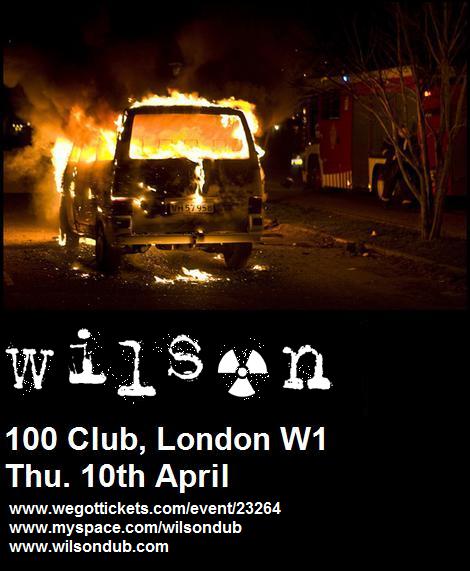 wilson
100 Club, London W1
Thu. 10th April
www.wegottickets.com/event/23264
www.myspace.com/wilsondub
www.wilsondub.com